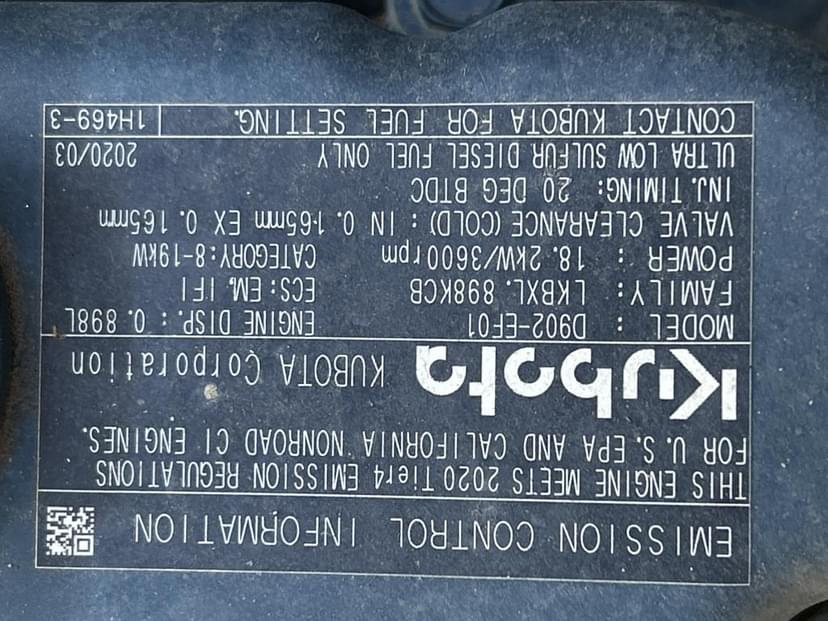 EMISSION CONTROL INFORMATION
THIS ENGINE MEETS 2020 Tier4 EMISSION REGULATIONS
FOR U.S. EPA AND CALIFORNIA NONROAD CI ENGINES.
Kubota KUBOTA Corporation
MODEL : D902-EF01 ENGINE DISP.: 0.898L
FAMILY: LKBXL.898KCB ECS: EM, IFI
POWER : 18.2kW/3600rpm CATEGORY:8-19kW
VALVE CLEARANCE (COLD) : IN 0.165mm EX 0.165mm
INJ.TIMING: 20 DEG BTDC
ULTRA LOW SULFUR DIESEL FUEL ONLY 2020/03
CONTACT KUBOTA FOR FUEL SETTING. 1H469-3